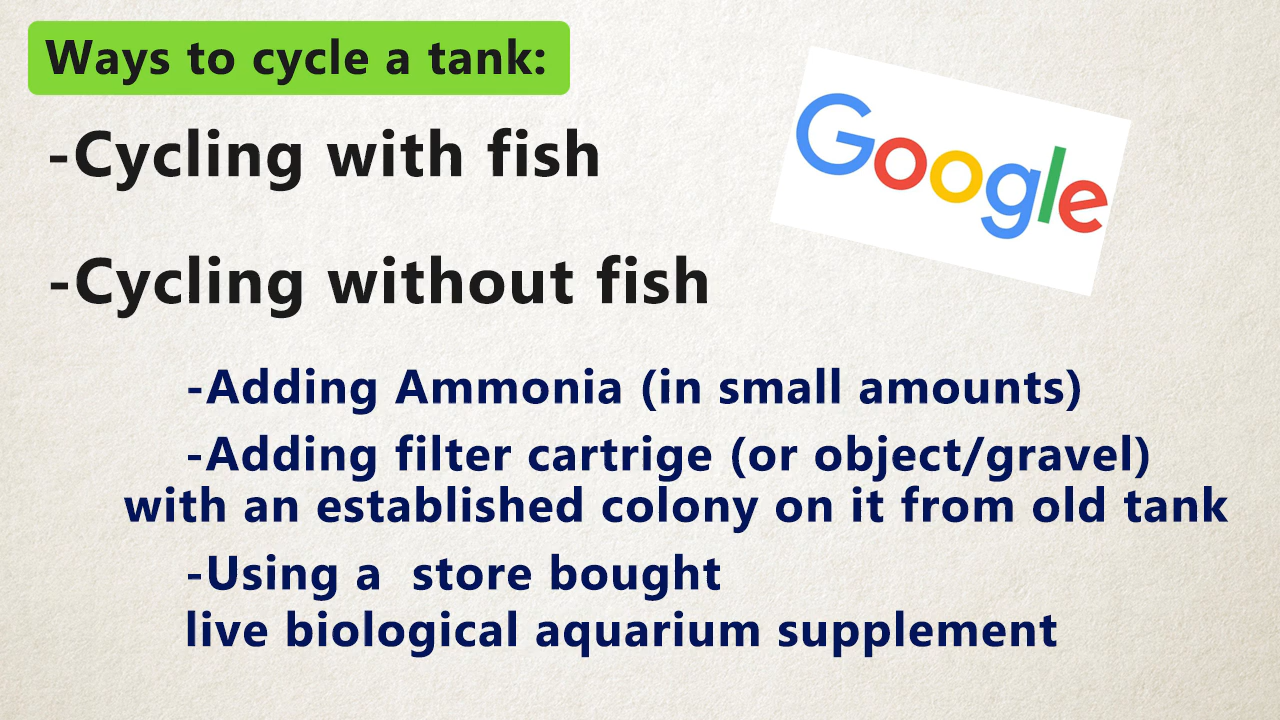 Ways to cycle a tank:
Google
-Cycling with fish
-Cycling without fish
-Adding Ammonia (in small amounts)
-Adding filter cartrige (or object/gravel)
with an established colony on it from old tank
-Using a  store bought
live biological aquarium supplement